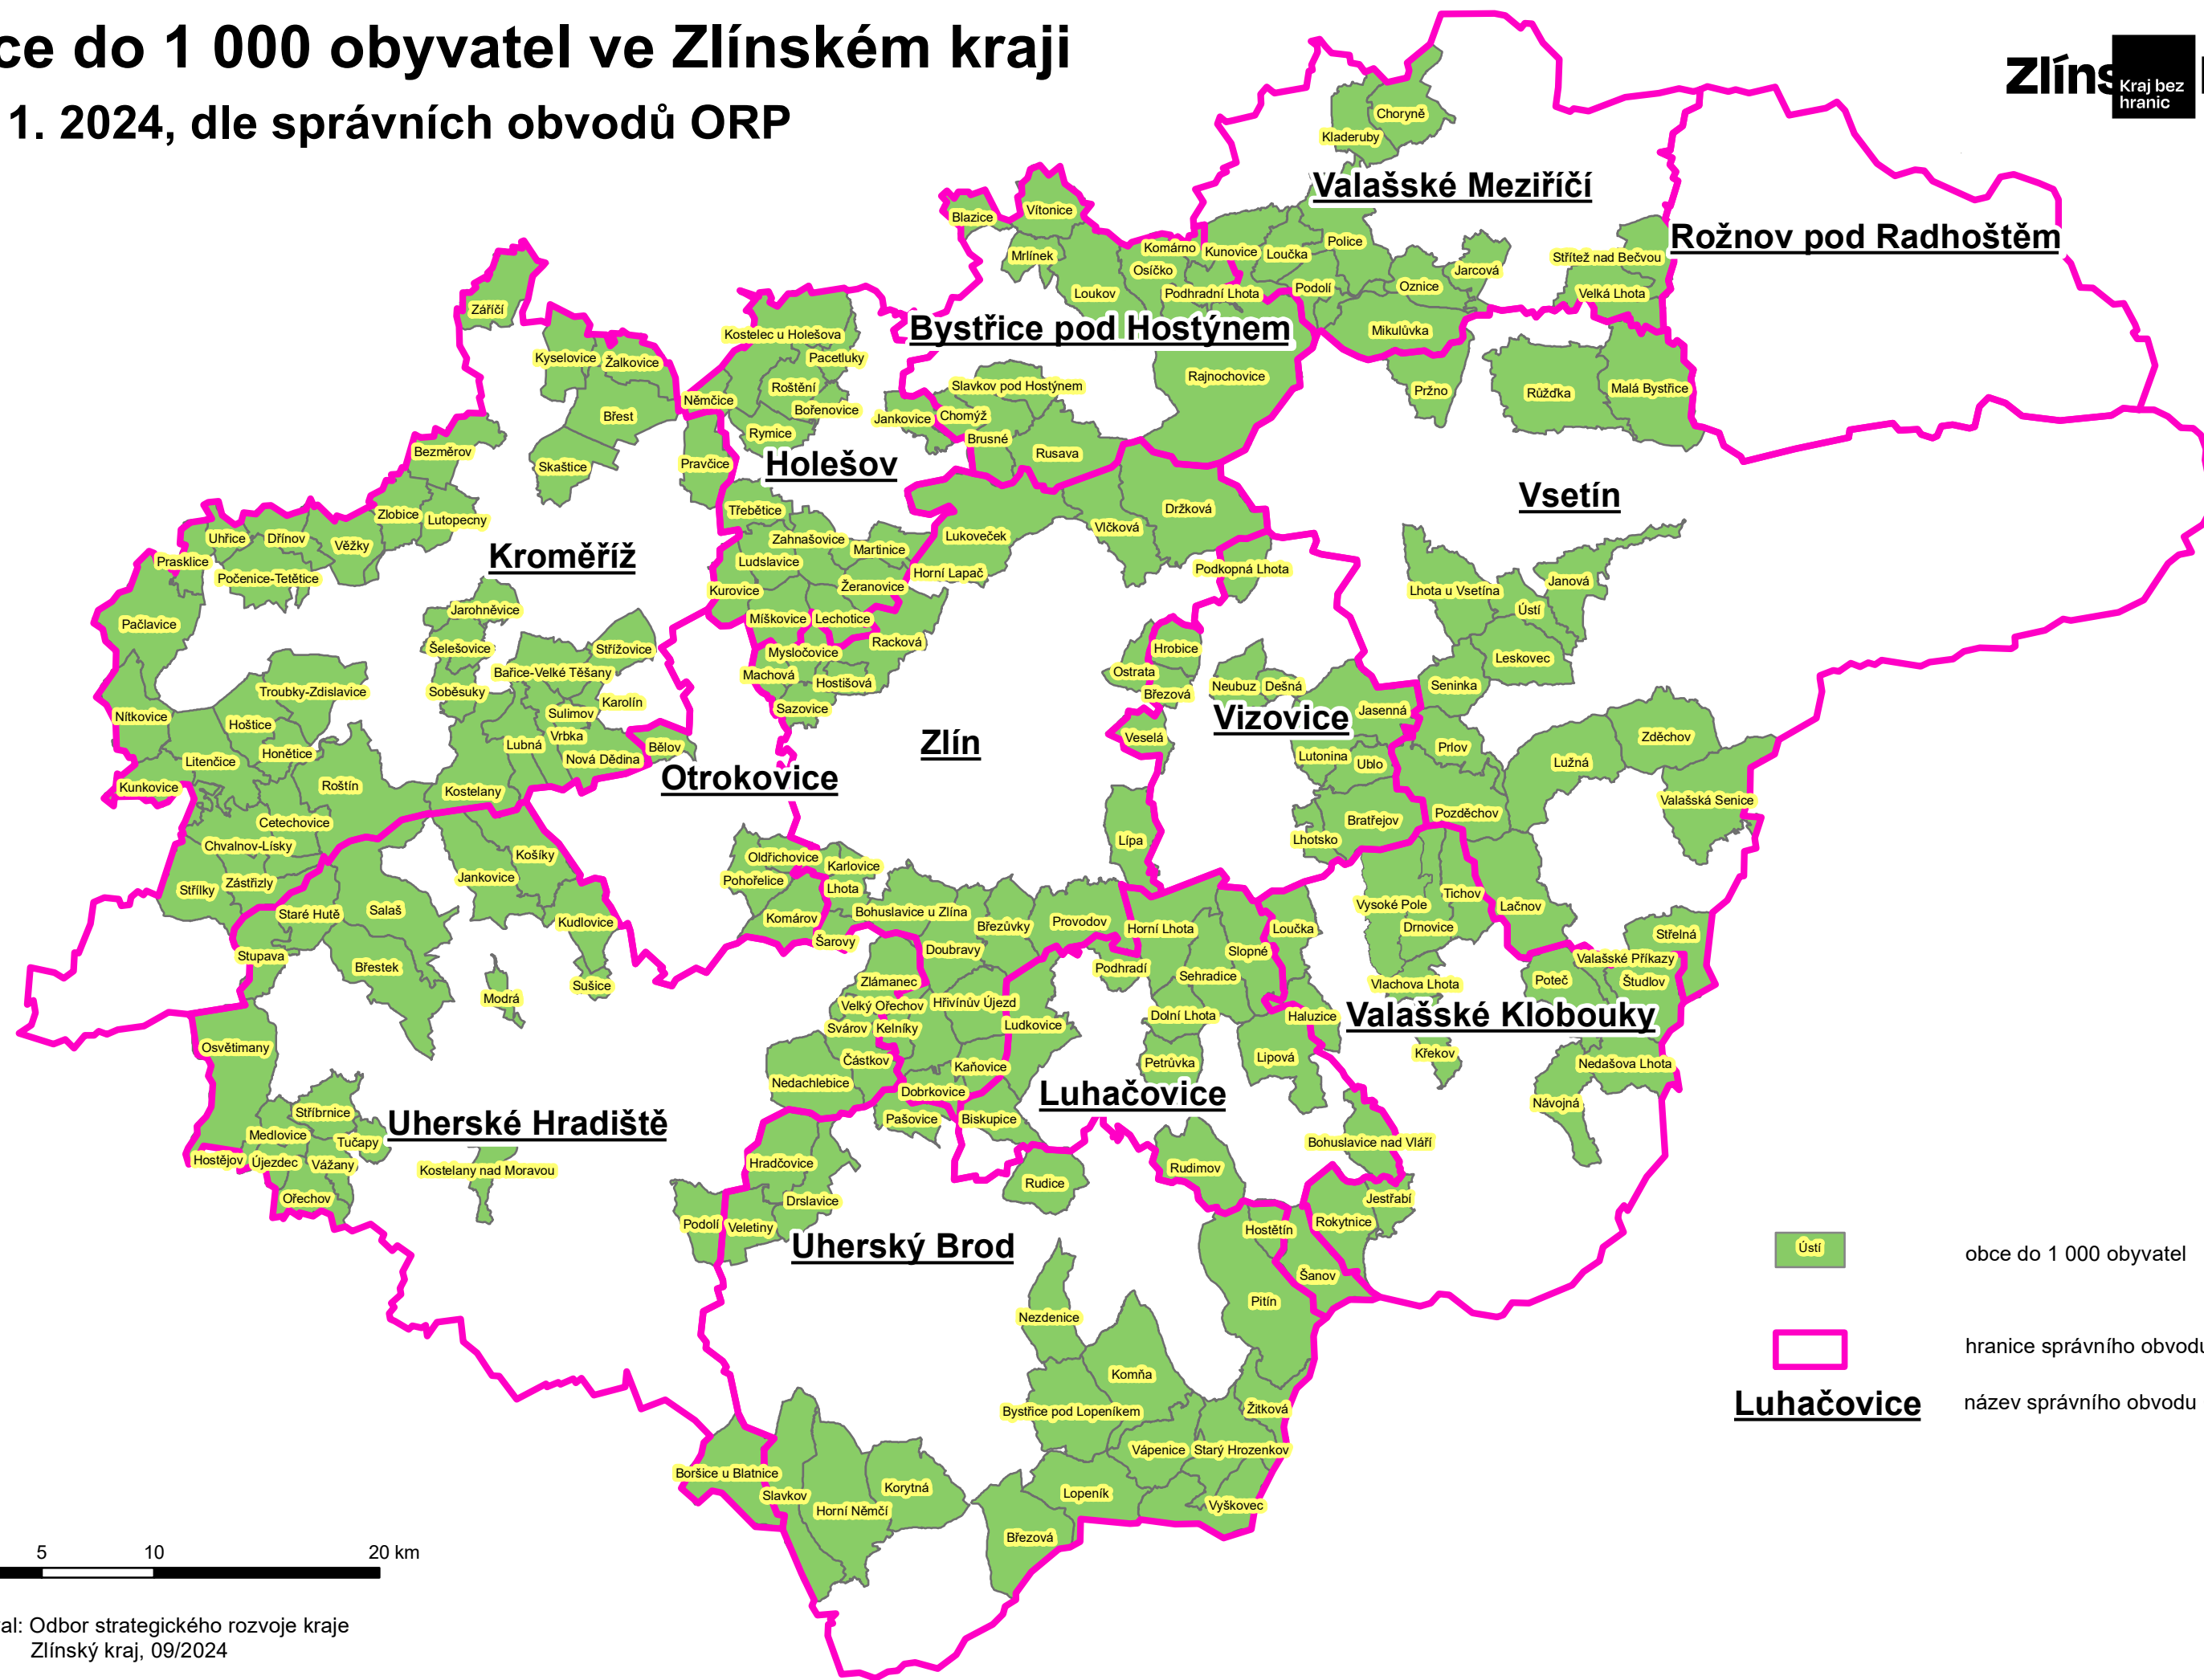 ce do 1 000 obyvatel ve Zlínském kraji
1. 2024, dle správních obvodů ORP
Zlíns
Kraj bez
hranic
Choryně
Kladeruby
Valašské Meziříčí
Blazice
Vítonice
Rožnov pod Radhoštěm
Komárno
Kunovice
Loučka
Police
Mrlínek
Osíčko
Střítež nad Bečvou
Jarcová
Loukov
Podhradní Lhota
Podolí
Oznice
Velká Lhota
Záříčí
Bystřice pod Hostýnem
Mikulůvka
Kostelec u Holešova
Kyselovice
Žalkovice
Pacetluky
Rajnochovice
Slavkov pod Hostýnem
Roštění
Pržno
Růžďka
Malá Bystřice
Němčice
Bořenovice
Břest
Jankovice
Chomýž
Rymice
Brusné
Bezměrov
Rusava
Skaštice
Pravčice
Holešov
Vsetín
Třebětice
Držková
Zlobice
Lutopecny
Vlčková
Uhřice
Dřínov
Věžky
Zahnašovice
Lukoveček
Martinice
Kroměříž
Prasklice
Ludslavice
Počenice-Tetětice
Horní Lapač
Podkopná Lhota
Žeranovice
Kurovice
Lhota u Vsetína
Janová
Jarohněvice
Ústí
Pačlavice
Míškovice
Lechotice
Racková
Šelešovice
Střížovice
Mysločovice
Hrobice
Leskovec
Bařice-Velké Těšany
Machová
Hostišová
Ostrata
Troubky-Zdislavice
Soběsuky
Březová
Neubuz
Dešná
Seninka
Karolín
Sazovice
Nítkovice
Sulimov
Jasenná
Vizovice
Hoštice
Vrbka
Veselá
Zděchov
Honětice
Lubná
Bělov
Zlín
Prlov
Litenčice
Nová Dědina
Lutonina
Ublo
Lužná
Otrokovice
Kunkovice
Roštín
Kostelany
Valašská Senice
Cetechovice
Pozděchov
Bratřejov
Chvalnov-Lísky
Lípa
Lhotsko
Košíky
Oldřichovice
Karlovice
Jankovice
Pohořelice
Zástřizly
Střílky
Lhota
Tichov
Vysoké Pole
Lačnov
Staré Hutě
Salaš
Bohuslavice u Zlína
Komárov
Kudlovice
Březůvky
Provodov
Horní Lhota
Loučka
Drnovice
Střelná
Šarovy
Doubravy
Slopné
Stupava
Valašské Příkazy
Břestek
Podhradí
Sehradice
Zlámanec
Poteč
Študlov
Sušice
Vlachova Lhota
Modrá
Velký Ořechov
Hřivínův Újezd
Dolní Lhota
Haluzice
Valašské Klobouky
Svárov
Kelníky
Ludkovice
Osvětimany
Částkov
Petrůvka
Lipová
Křekov
Nedašova Lhota
Kaňovice
Nedachlebice
Dobrkovice
Luhačovice
Návojná
Stříbrnice
Uherské Hradiště
Pašovice
Biskupice
Medlovice
Tučapy
Bohuslavice nad Vláří
Hostějov
Újezdec
Vážany
Kostelany nad Moravou
Hradčovice
Rudimov
Rudice
Ořechov
Drslavice
Jestřabí
Podolí
Veletiny
Hostětín
Rokytnice
Uherský Brod
Ústí
obce do 1 000 obyvatel
Šanov
Pitín
Nezdenice
hranice správního obvodu
Komňa
Luhačovice
název správního obvodu
Bystřice pod Lopeníkem
Žitková
Vápenice
Starý Hrozenkov
Boršice u Blatnice
Slavkov
Korytná
Lopeník
Horní Němčí
Vyškovec
Březová
5
10
20 km
al: Odbor strategického rozvoje kraje
Zlínský kraj, 09/2024